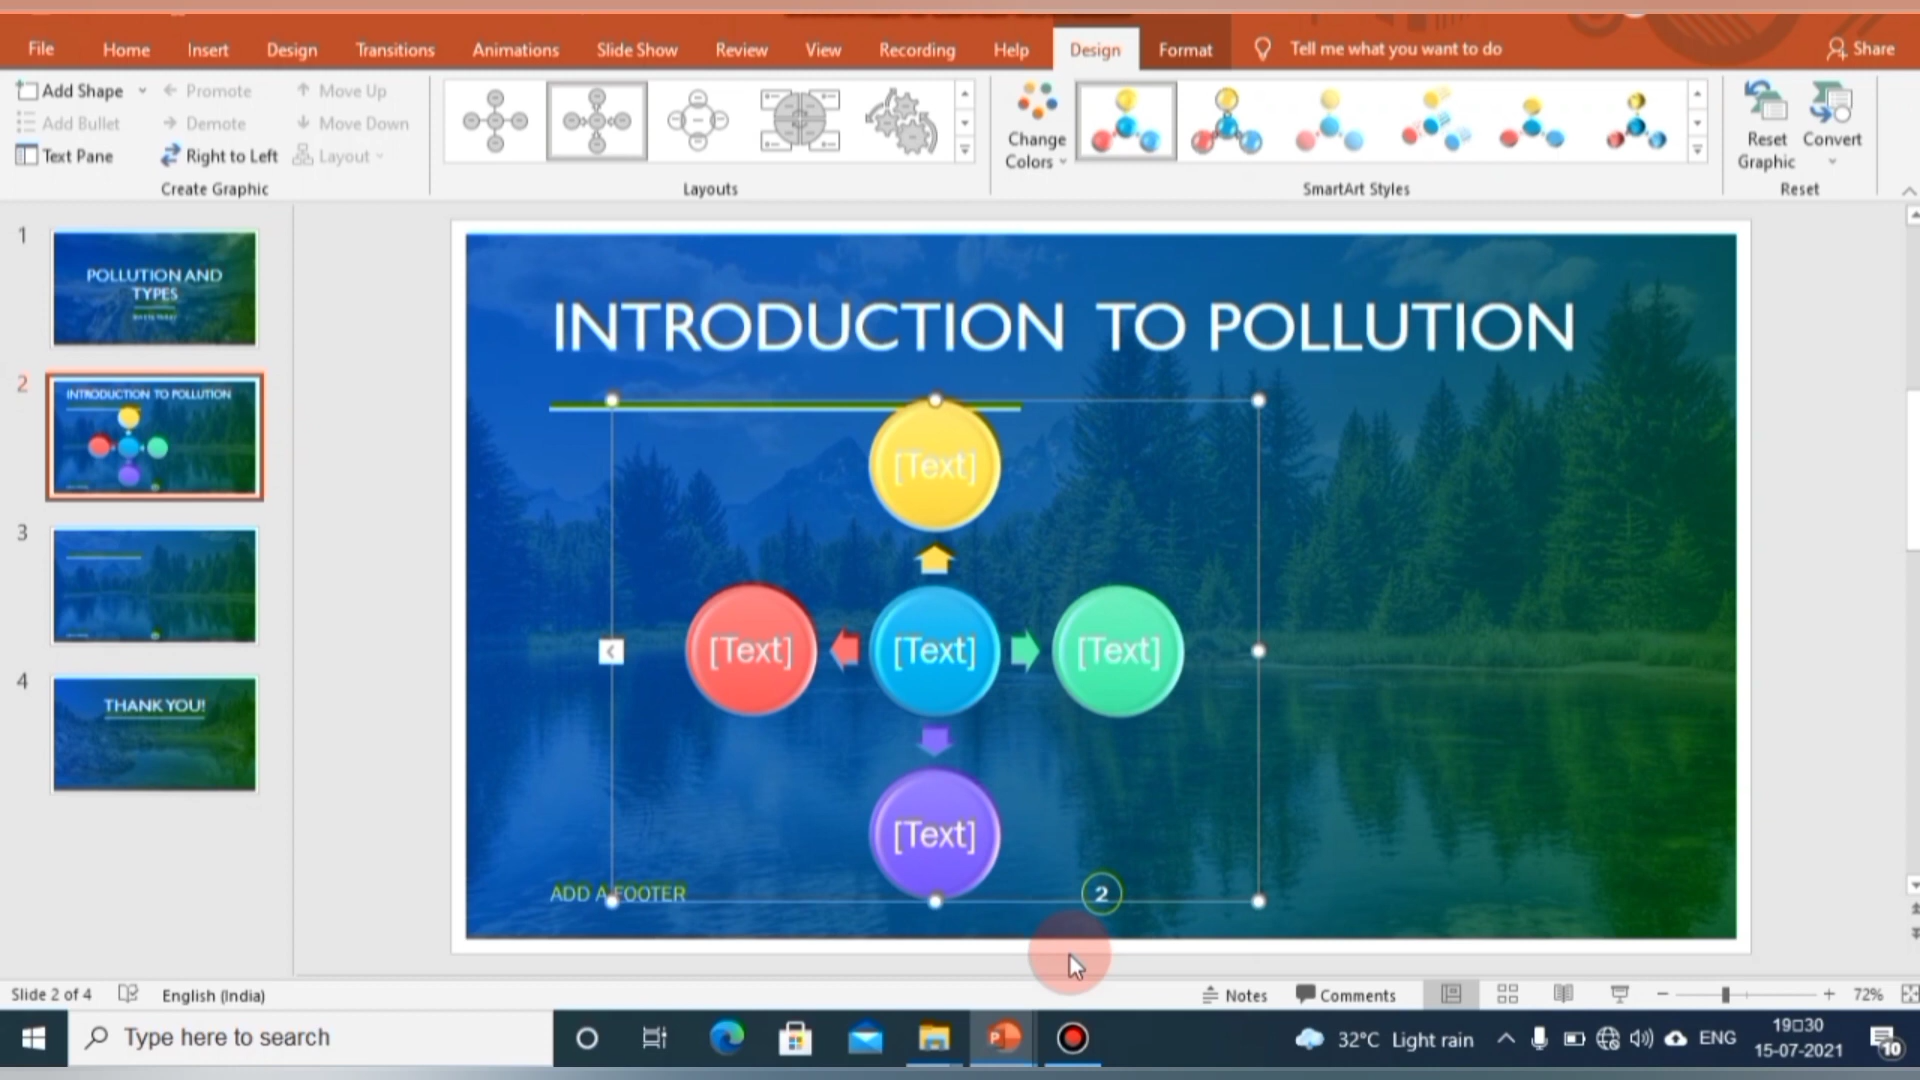 File Home Insert Design Transitions Animations Slide Show Review View Recording Help Design Format Tell me what you want to do Share
Add Shape Promote Move Up
Add Bullet Demote Move Down
Text Pane Right to Left Layout
Create Graphic
Layouts
Change
Colors
SmartArt Styles
Reset
Graphic
Convert
Reset
1
POLLUTION AND
TYPES
2
INTRODUCTION TO POLLUTION
3
4
THANK YOU!
INTRODUCTION TO POLLUTION
[Text]
[Text] [Text] [Text]
[Text]
ADD A FOOTER
2
Slide 2 of 4 English (India) Notes Comments 72%
Type here to search
32°C Light rain
ENG
19□30
15-07-2021
10